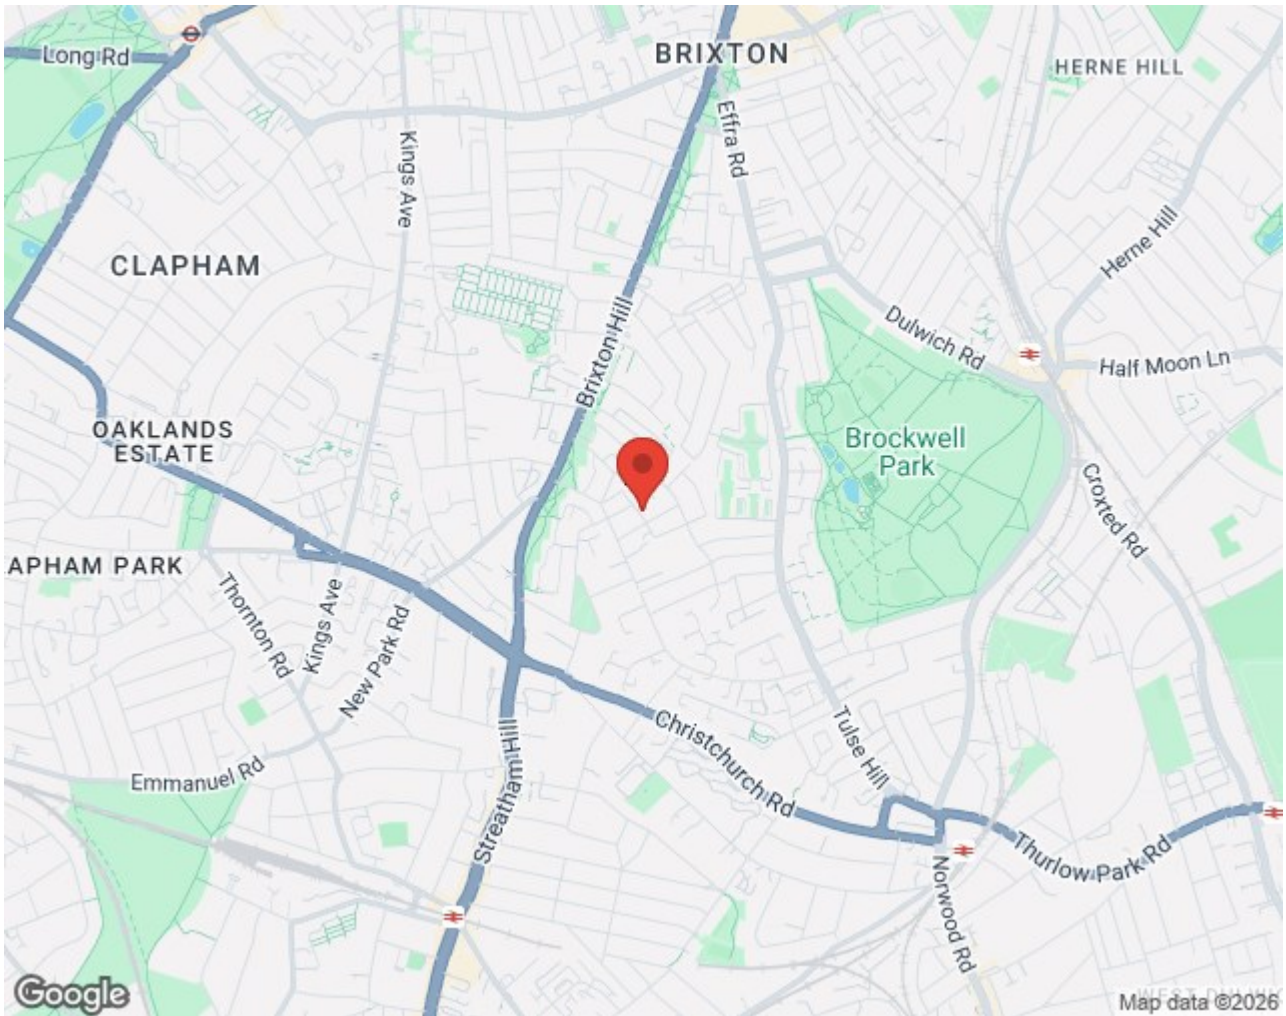 Long Rd
BRIXTON
HERNE HILL
Effra Rd
Kings Ave
CLAPHAM
Herne Hill
Brixton Hill
Dulwich Rd
Half Moon Ln
OAKLANDS
ESTATE
Brockwell
Park
Croxted Rd
APHAM PARK
Thornton Rd
Kings Ave
New Park Rd
Christchurch Rd
Tulse Hill
Streatham Hill
Emmanuel Rd
Thurlow Park Rd
Norwood Rd
Google
WEST DULWIC
Map data ©2026